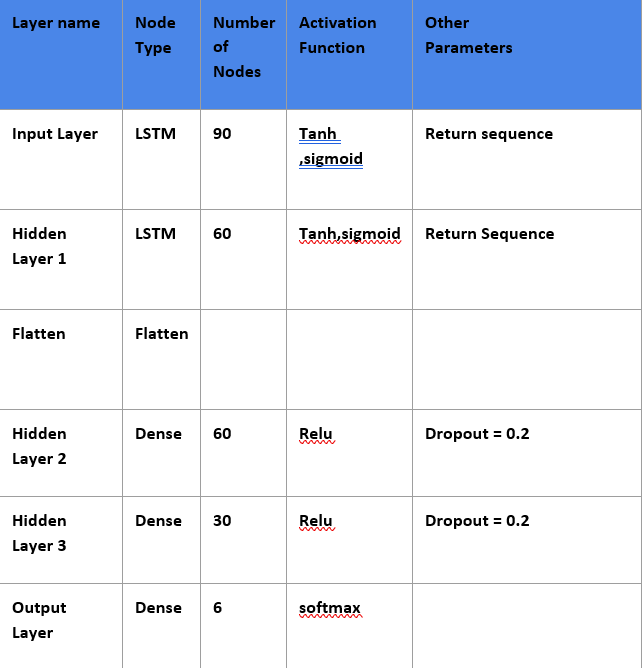 Layer name
Node
Type
Number
of
Nodes
Activation
Function
Other
Parameters
Input Layer
LSTM
90
Tanh
,sigmoid
Return sequence
Hidden
Layer 1
LSTM
60
Tanh,sigmoid
Return Sequence
Flatten
Flatten
Hidden
Layer 2
Dense
60
Relu
Dropout = 0.2
Hidden
Layer 3
Dense
30
Relu
Dropout = 0.2
Output
Layer
Dense
6
softmax